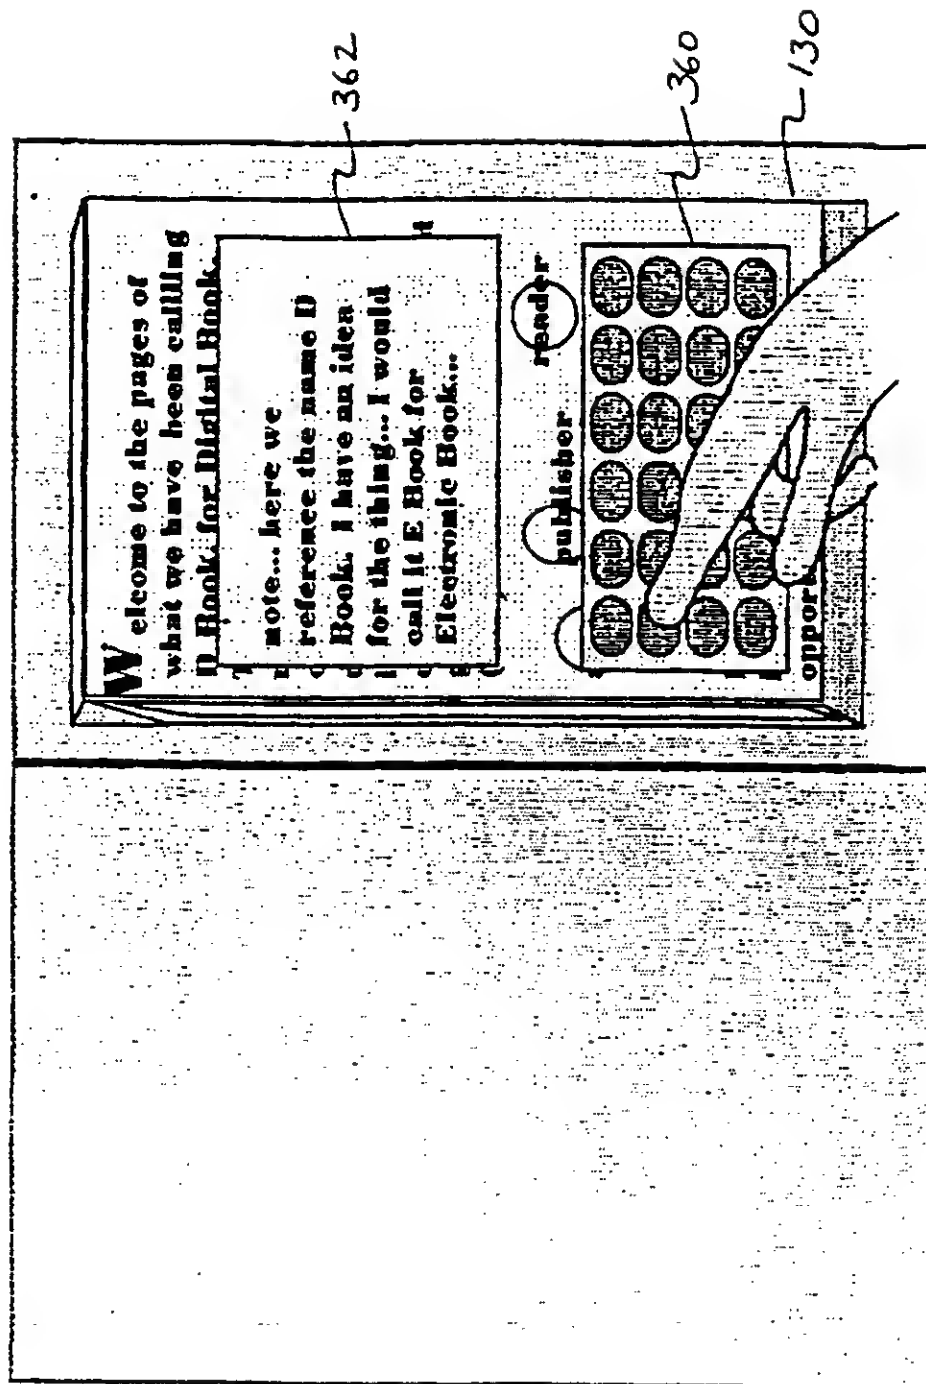 Welcome to the pages of
what we have been callling
D Book, for Digital Book.
note... here we
reference the name D
Book. I have an idea
for the thing... I would
call it E Book for
Electronic Book...
publisher reader
oppor
362
360
130